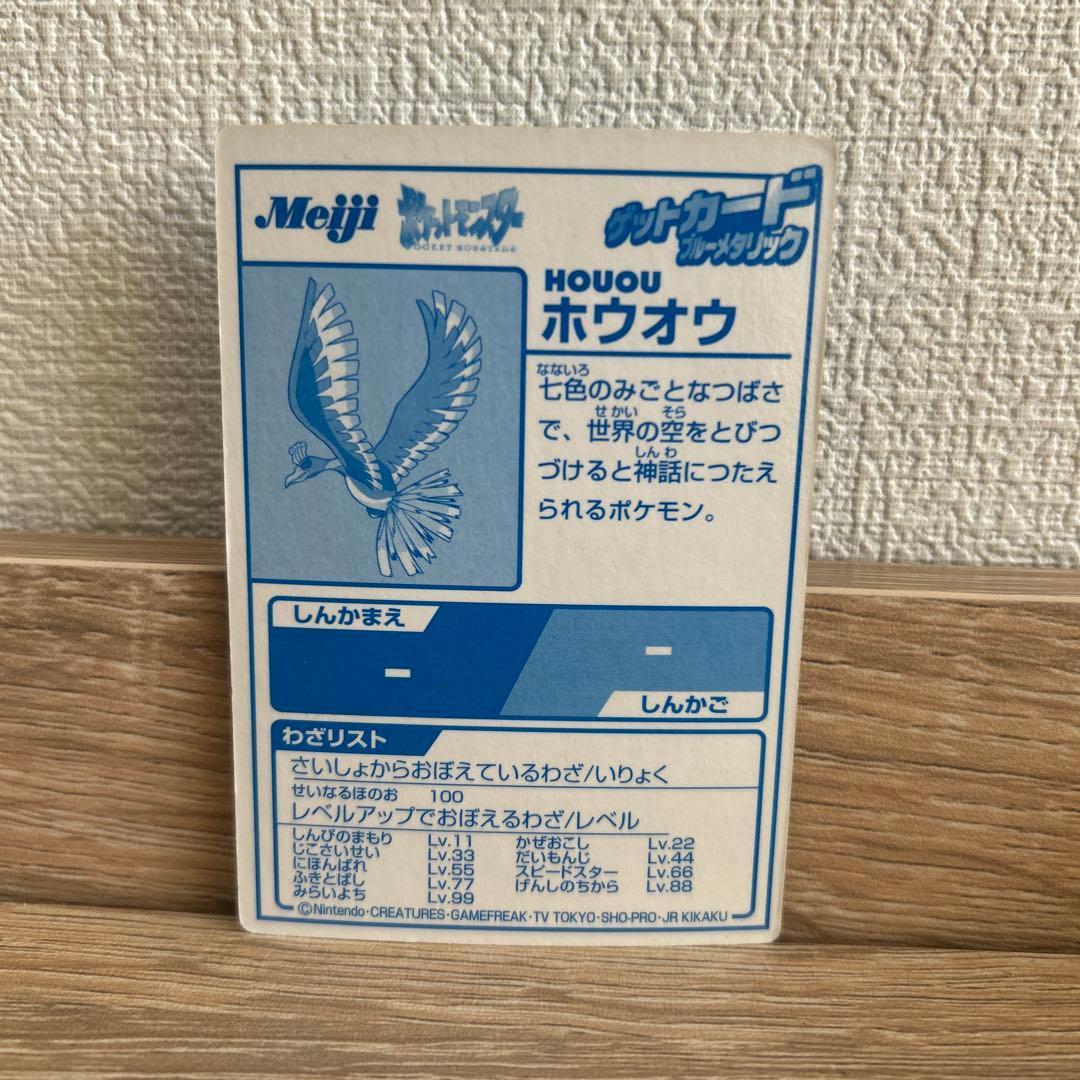 Meiji
ポケットモンスター
POCKET MONSTERS
ゲットカード
ブルーメタリック
HOUOU
ホウオウ
なないろ
七色のみごとなつばさ
せかい そら
で、世界の空をとびつ
しんわ
づけると神話につたえ
られるポケモン。
しんかまえ
-
-
しんかご
わざリスト
さいしょからおぼえているわざ/いりょく
せいなるほのお 100
レベルアップでおぼえるわざ/レベル
しんぴのまもり Lv.11 かぜおこし Lv.22
じこさいせい Lv.33 だいもんじ Lv.44
にほんばれ Lv.55 スピードスター Lv.66
ふきとばし Lv.77 げんしのちから Lv.88
みらいよち Lv.99
©Nintendo・CREATURES・GAMEFREAK・TV TOKYO・SHO-PRO・JR KIKAKU